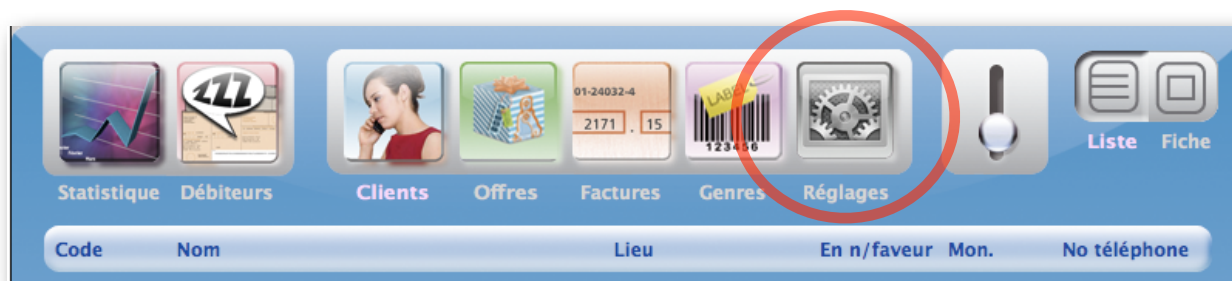 ZZZ
01-24032-4
2171 . 15
LABEL
123456
Statistique Débiteurs Clients Offres Factures Genres Réglages Liste Fiche
Code Nom Lieu En n/faveur Mon. No téléphone